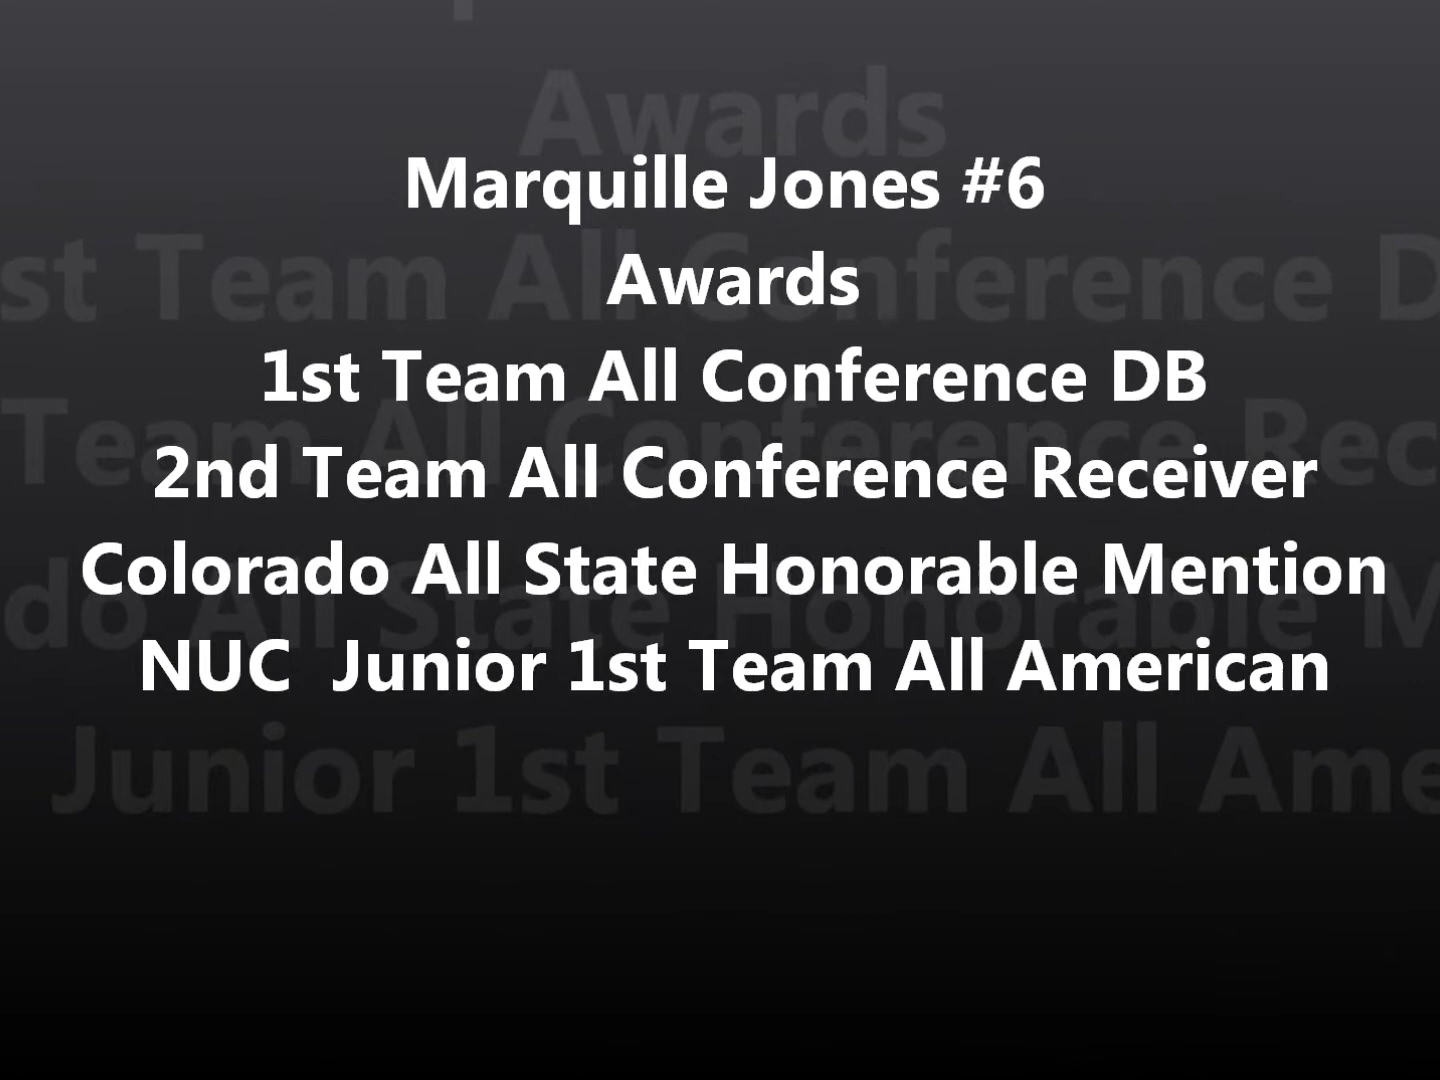 Marquille Jones #6
Awards
1st Team All Conference DB
2nd Team All Conference Receiver
Colorado All State Honorable Mention
NUC  Junior 1st Team All American